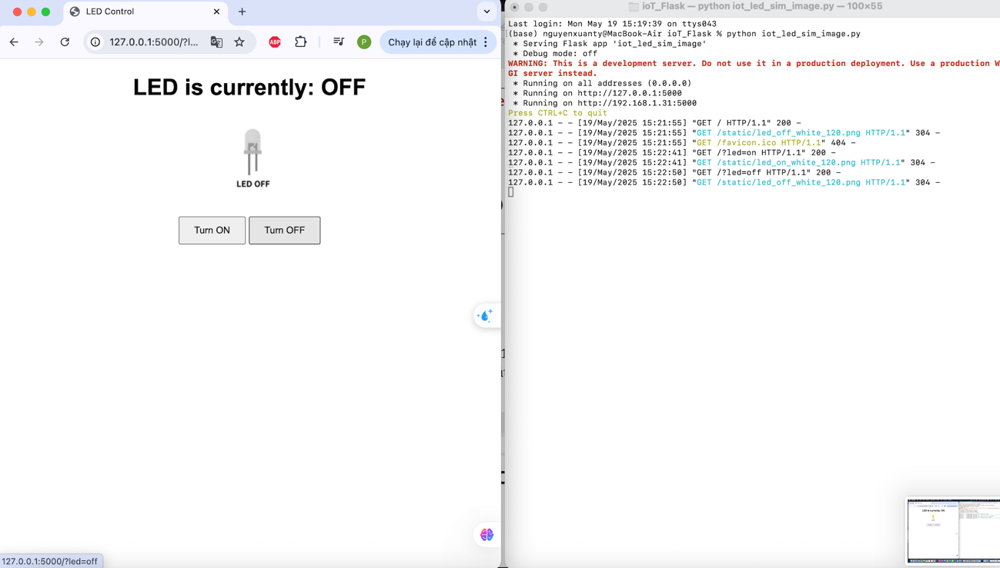 LED Control
127.0.0.1:5000/?l...
ABP
P
Chạy lại để cập nhật
LED is currently: OFF
LED OFF
Turn ON
Turn OFF
127.0.0.1:5000/?led=off
ioT_Flask — python iot_led_sim_image.py — 100×55
Last login: Mon May 19 15:19:39 on ttys043
(base) nguyenxuanty@MacBook-Air ioT_Flask % python iot_led_sim_image.py
* Serving Flask app 'iot_led_sim_image'
* Debug mode: off
WARNING: This is a development server. Do not use it in a production deployment. Use a production W
GI server instead.
* Running on all addresses (0.0.0.0)
* Running on http://127.0.0.1:5000
* Running on http://192.168.1.31:5000
Press CTRL+C to quit
127.0.0.1 - - [19/May/2025 15:21:55] "GET / HTTP/1.1" 200 -
127.0.0.1 - - [19/May/2025 15:21:55] "GET /static/led_off_white_120.png HTTP/1.1" 304 -
127.0.0.1 - - [19/May/2025 15:21:55] "GET /favicon.ico HTTP/1.1" 404 -
127.0.0.1 - - [19/May/2025 15:22:41] "GET /?led=on HTTP/1.1" 200 -
127.0.0.1 - - [19/May/2025 15:22:41] "GET /static/led_on_white_120.png HTTP/1.1" 304 -
127.0.0.1 - - [19/May/2025 15:22:50] "GET /?led=off HTTP/1.1" 200 -
127.0.0.1 - - [19/May/2025 15:22:50] "GET /static/led_off_white_120.png HTTP/1.1" 304 -
LED is currently: ON